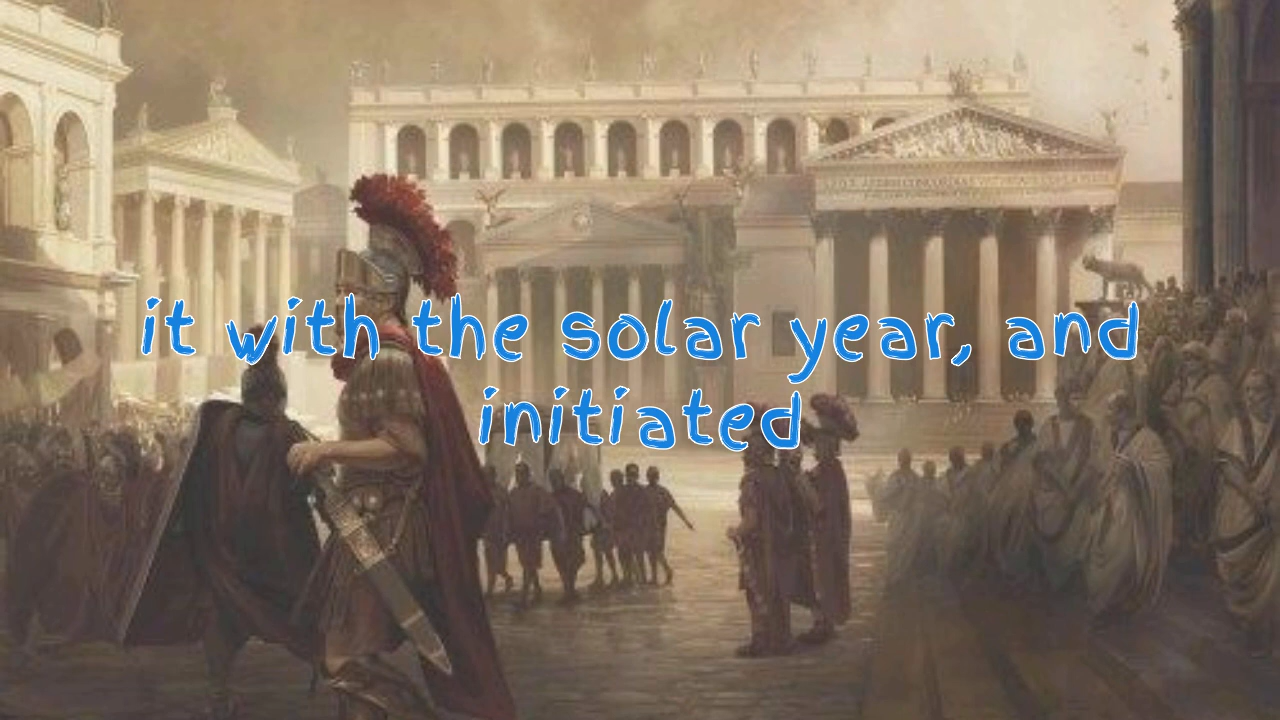 it with the solar year, and
initiated